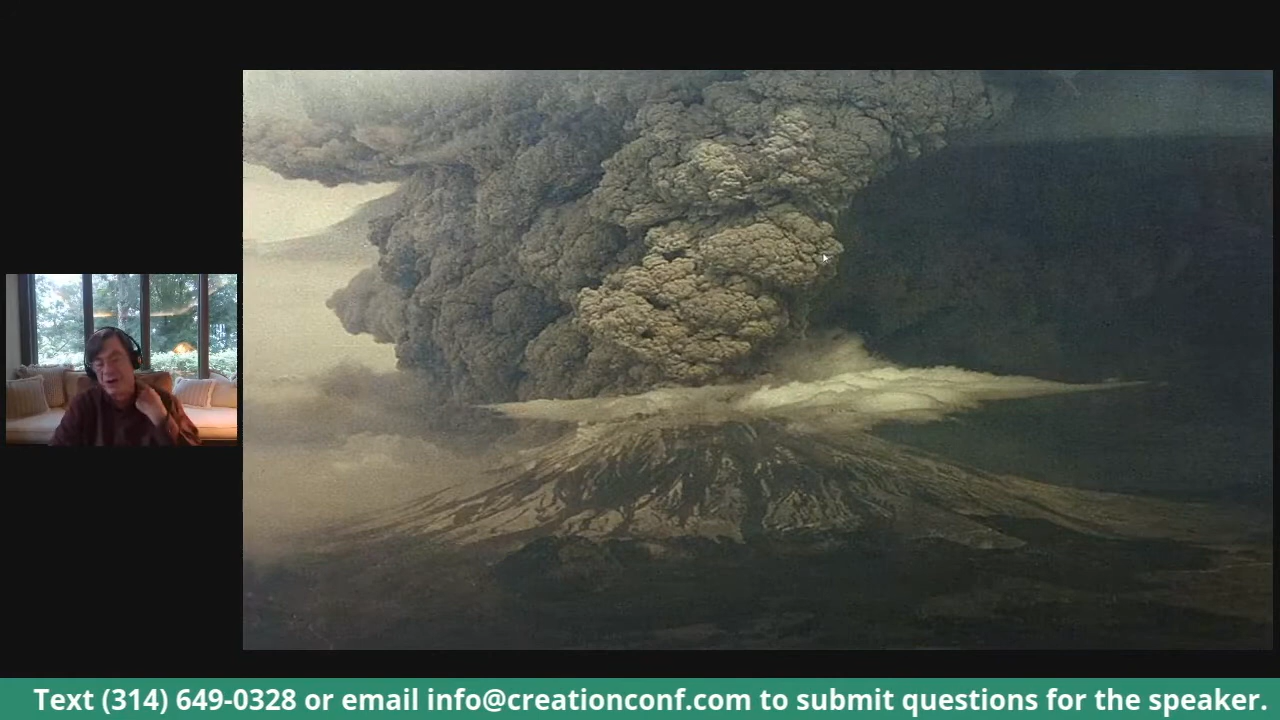 Text (314) 649-0328 or email info@creationconf.com to submit questions for the speaker.